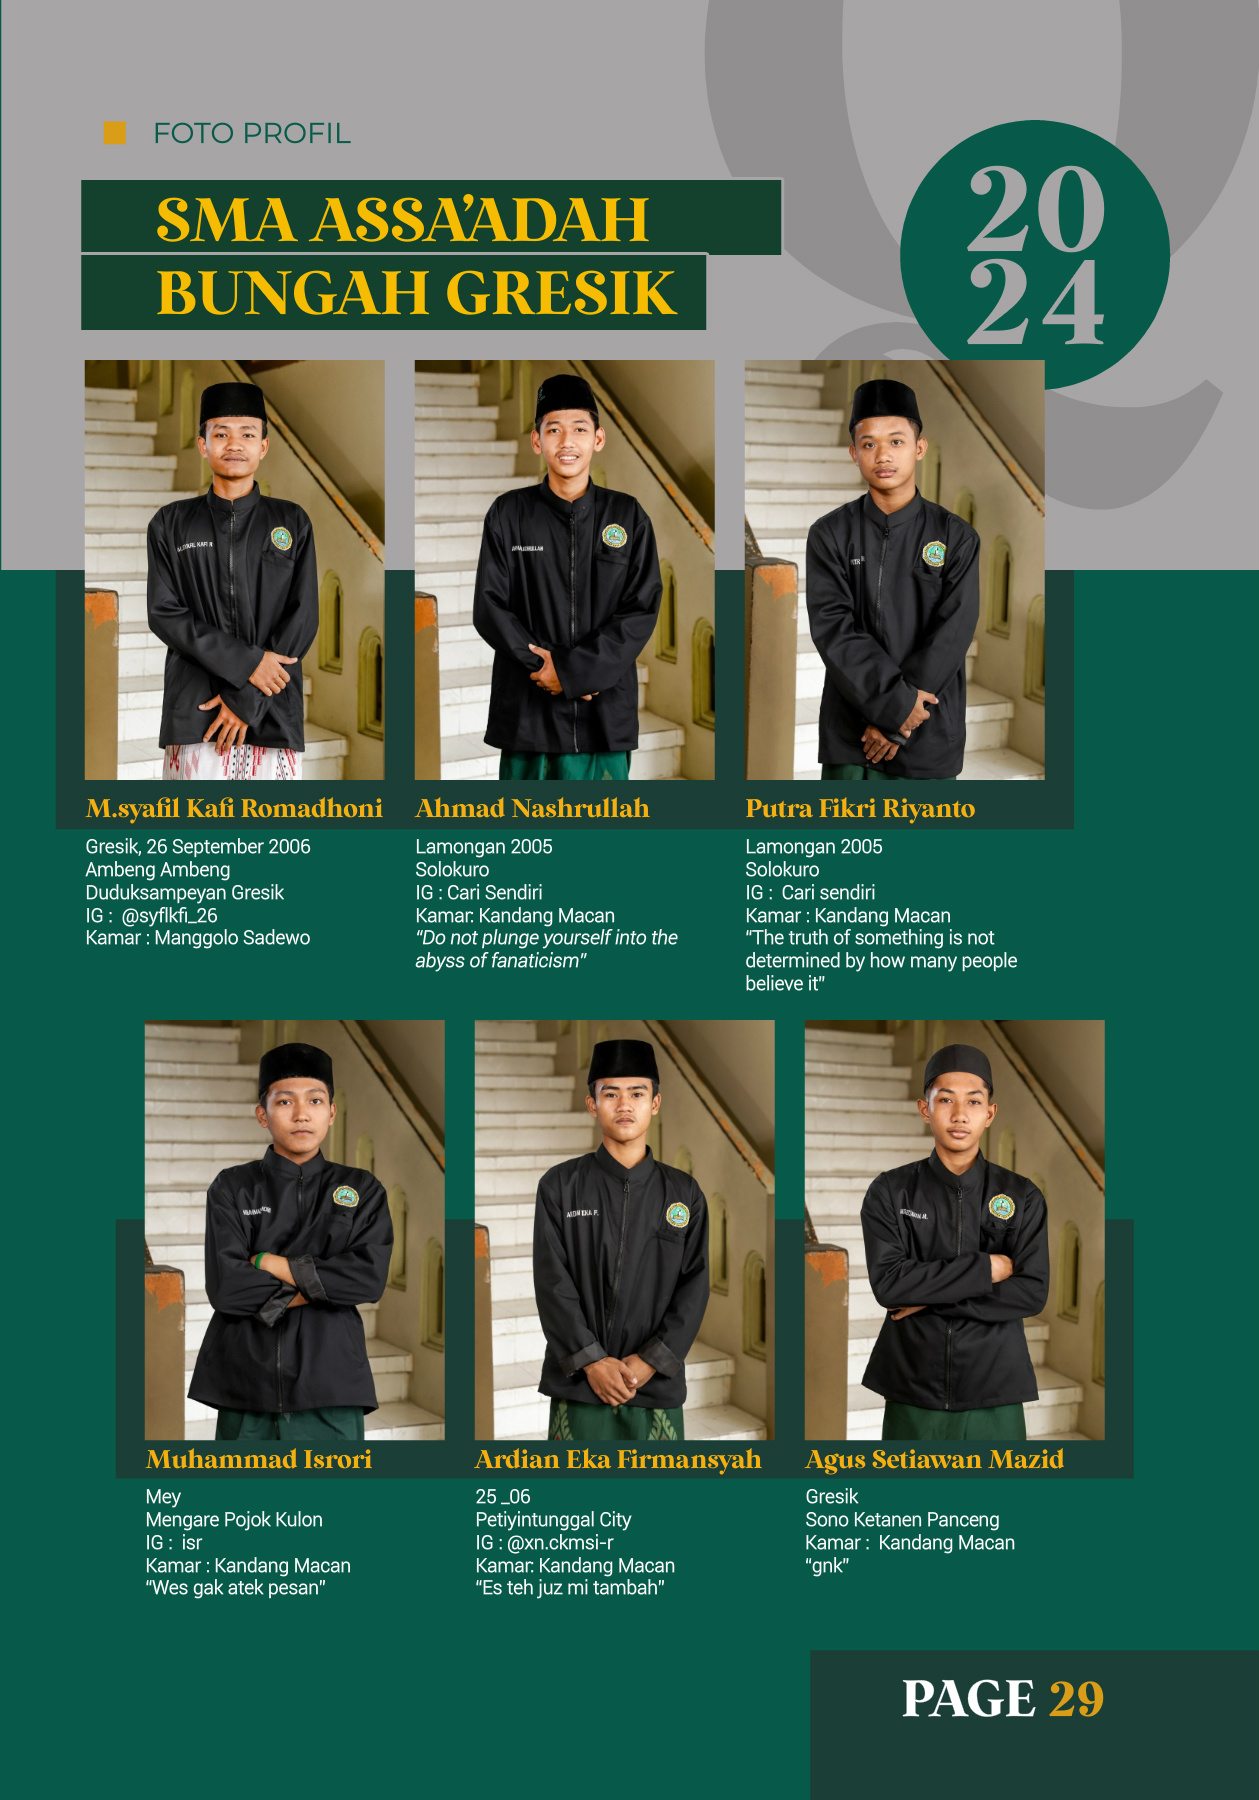 FOTO PROFIL
SMA ASSA'ADAH
BUNGAH GRESIK
20
24
M.syafil Kafi Romadhoni
Gresik, 26 September 2006
Ambeng Ambeng
Duduksampeyan Gresik
IG :  @syflkfi_26
Kamar : Manggolo Sadewo
Ahmad Nashrullah
Lamongan 2005
Solokuro
IG : Cari Sendiri
Kamar: Kandang Macan
“Do not plunge yourself into the
abyss of fanaticism”
Putra Fikri Riyanto
Lamongan 2005
Solokuro
IG :  Cari sendiri
Kamar : Kandang Macan
“The truth of something is not
determined by how many people
believe it”
Muhammad Isrori
Mey
Mengare Pojok Kulon
IG :  isr
Kamar : Kandang Macan
“Wes gak atek pesan”
Ardian Eka Firmansyah
25 _06
Petiyintunggal City
IG : @xn.ckmsi-r
Kamar: Kandang Macan
“Es teh juz mi tambah”
Agus Setiawan Mazid
Gresik
Sono Ketanen Panceng
Kamar :  Kandang Macan
“gnk”
PAGE 29